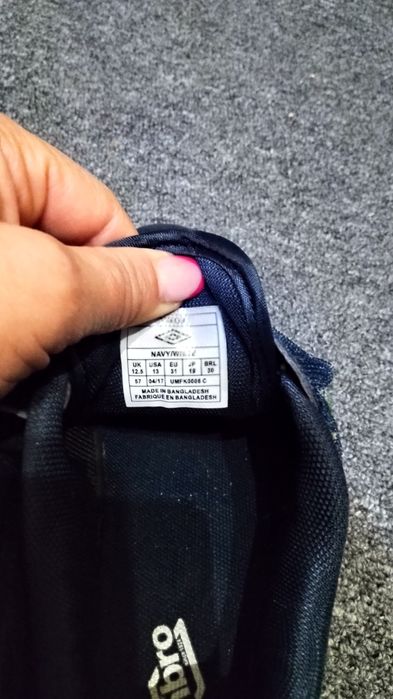 NAVY/WHITE
UK USA EU JP BRL
12.5 13 31 19 30
57 04/17 UMFK0008 C
MADE IN BANGLADESH
FABRIQUE EN BANGLADESH
bro